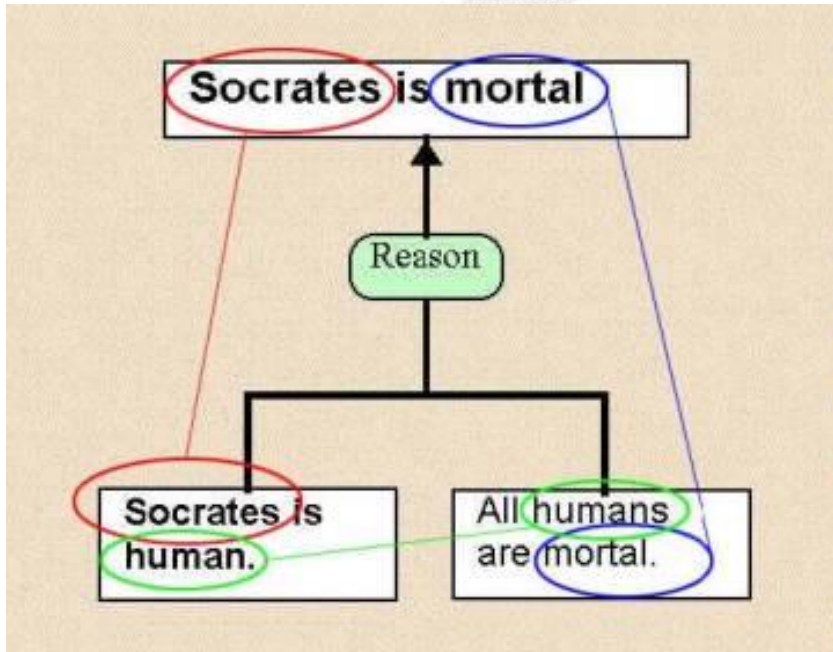 Socrates is mortal
Reason
Socrates is
human.
All humans
are mortal.